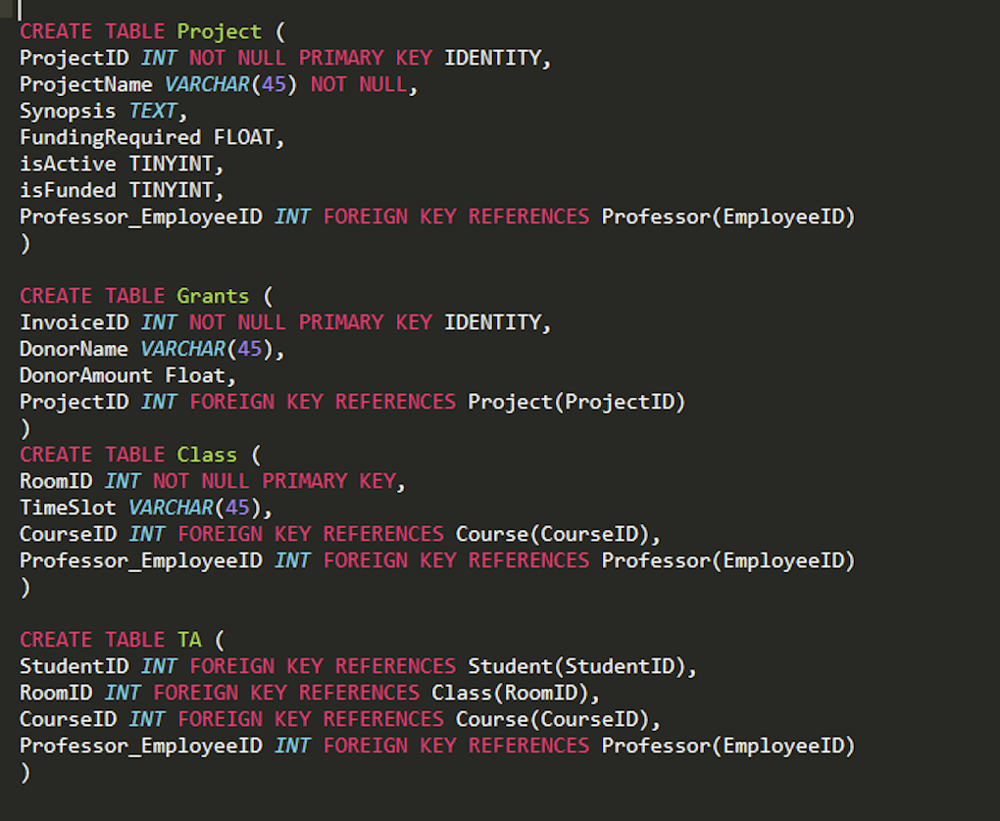 CREATE TABLE Project (
ProjectID INT NOT NULL PRIMARY KEY IDENTITY,
ProjectName VARCHAR(45) NOT NULL,
Synopsis TEXT,
FundingRequired FLOAT,
isActive TINYINT,
isFunded TINYINT,
Professor_EmployeeID INT FOREIGN KEY REFERENCES Professor(EmployeeID)
)
CREATE TABLE Grants (
InvoiceID INT NOT NULL PRIMARY KEY IDENTITY,
DonorName VARCHAR(45),
DonorAmount Float,
ProjectID INT FOREIGN KEY REFERENCES Project(ProjectID)
)
CREATE TABLE Class (
RoomID INT NOT NULL PRIMARY KEY,
TimeSlot VARCHAR(45),
CourseID INT FOREIGN KEY REFERENCES Course(CourseID),
Professor_EmployeeID INT FOREIGN KEY REFERENCES Professor(EmployeeID)
)
CREATE TABLE TA (
StudentID INT FOREIGN KEY REFERENCES Student(StudentID),
RoomID INT FOREIGN KEY REFERENCES Class(RoomID),
CourseID INT FOREIGN KEY REFERENCES Course(CourseID),
Professor_EmployeeID INT FOREIGN KEY REFERENCES Professor(EmployeeID)
)